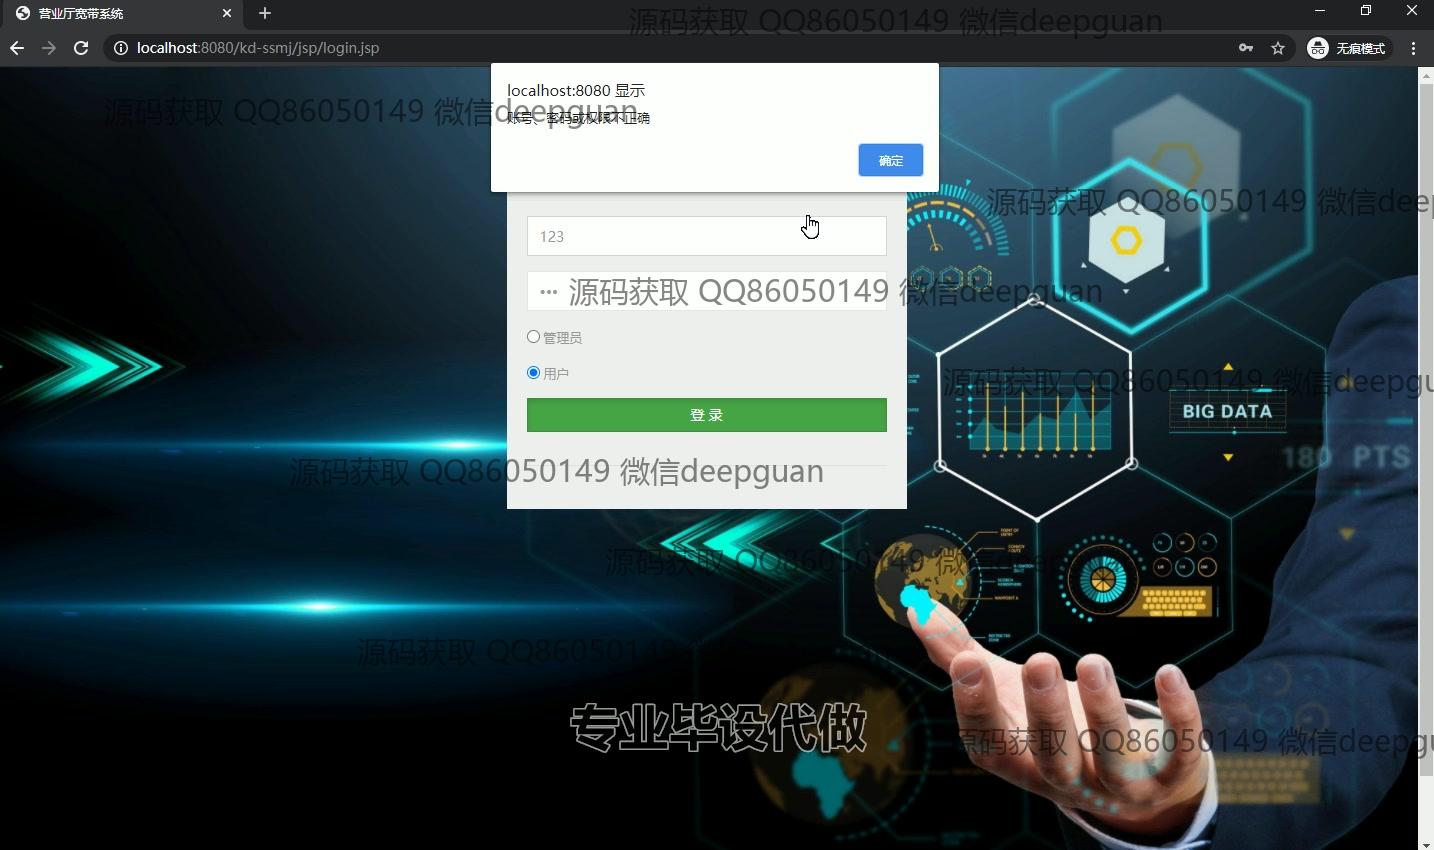 营业厅宽带系统
源码获取 QQ86050149 微信deepguan
localhost:8080/kd-ssmj/jsp/login.jsp
无痕模式
localhost:8080 显示
源码获取 QQ86050149 微信deepguan
账号、密码或权限不正确
确定
源码获取 QQ86050149 微信deep
123
源码获取 QQ86050149 微信deepguan
管理员
用户
源码获取 QQ86050149 微信deepgu
登 录
BIG DATA
180 PTS
源码获取 QQ86050149 微信deepguan
源码获取 QQ86050149 微
源码获取 QQ86050149
专业毕设代做
源码获取 QQ86050149 微信deepgu